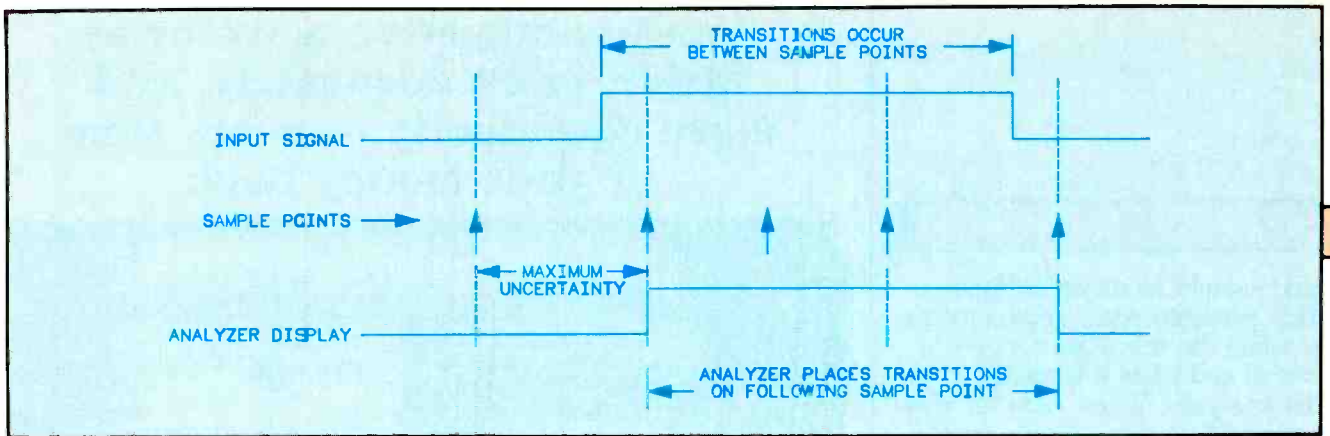 TRANSITIONS OCCUR
BETWEEN SAMPLE POINTS
INPUT SIGNAL
SAMPLE POINTS
MAXIMUM
UNCERTAINTY
ANALYZER DISPLAY
ANALYZER PLACES TRANSITIONS
ON FOLLOWING SAMPLE POINT